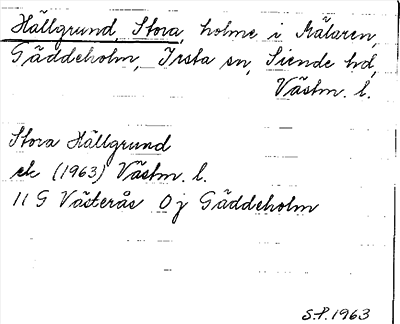 Hällgrund, Stora, holme i Mälaren,
Gäddeholm, Irsta sn, Siende hd,
Västm. l.
Stora Hällgrund
ek (1963) Västm. l.
11 G Västerås 0 j Gäddeholm
S.P. 1963